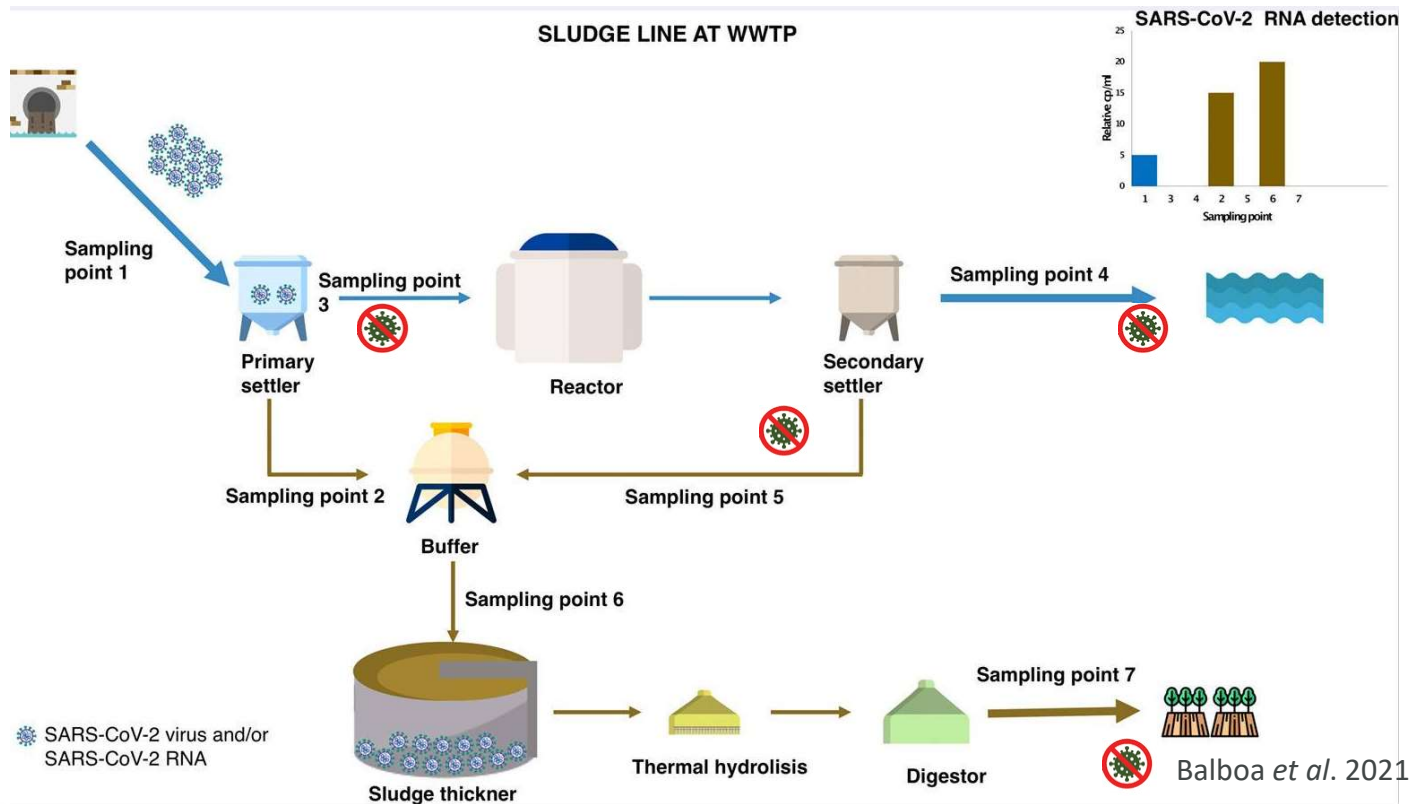 SLUDGE LINE AT WWTP
SARS-CoV-2 RNA detection
25
20
15
10
5
0
Relative cp/ml
1 3 4 2 5 6 7
Sampling point
Sampling
point 1
Sampling point
3
Sampling point 4
Primary
settler
Reactor
Secondary
settler
Sampling point 2
Sampling point 5
Buffer
Sampling point 6
Sampling point 7
SARS-CoV-2 virus and/or
SARS-CoV-2 RNA
Thermal hydrolisis
Digestor
Sludge thickner
Balboa et al. 2021